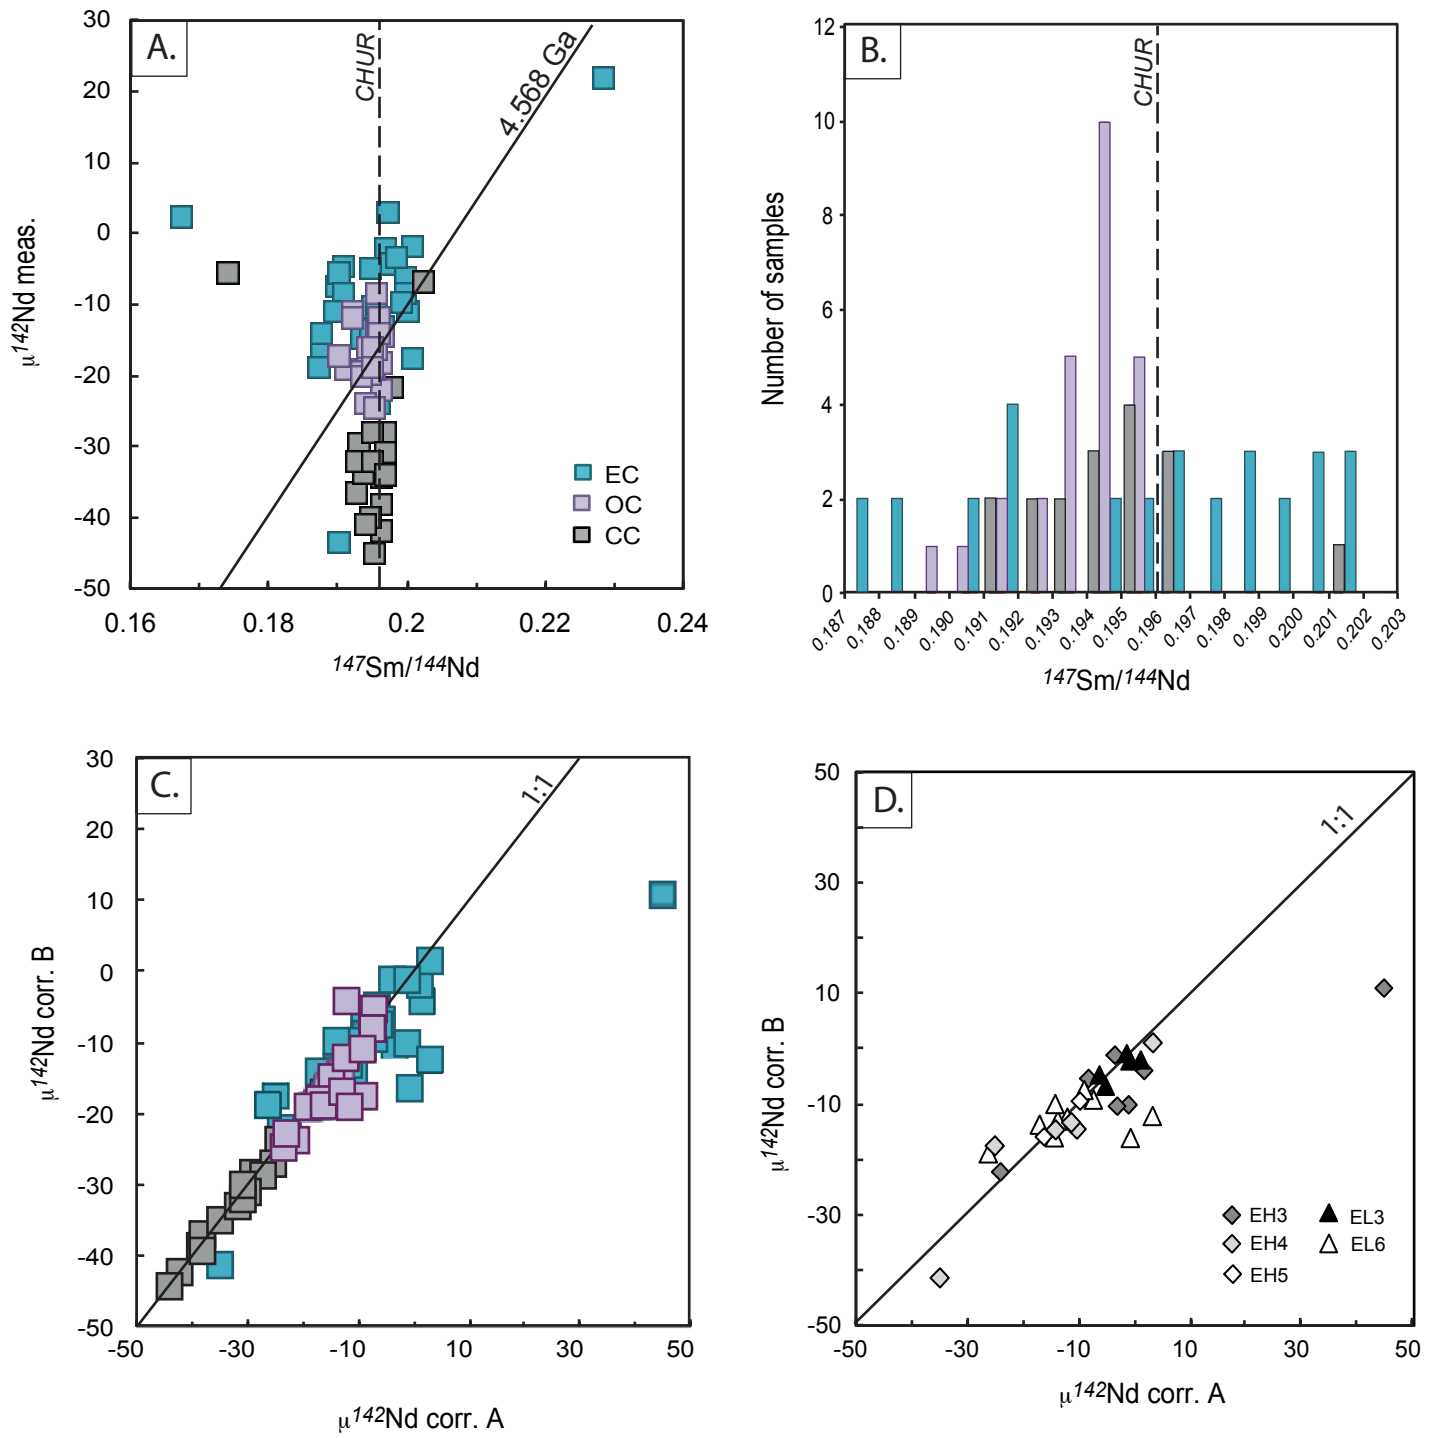 A.
30
20
10
0
-10
-20
-30
-40
-50
μ142Nd meas.
CHUR
4.568 Ga
EC
OC
CC
0.16 0.18 0.2 0.22 0.24
147Sm/144Nd
B.
12
10
8
6
4
2
0
Number of samples
CHUR
0.187 0,188 0.189 0.190 0.191 0.192 0.193 0.194 0.195 0.196 0.197 0.198 0.199 0.200 0.201 0.202 0.203
147Sm/144Nd
C.
30
20
10
0
-10
-20
-30
-40
-50
μ142Nd corr. B
1:1
-50 -30 -10 10 30 50
μ142Nd corr. A
D.
50
30
10
-10
-30
-50
μ142Nd corr. B
1:1
EH3 EL3
EH4 EL6
EH5
-50 -30 -10 10 30 50
μ142Nd corr. A